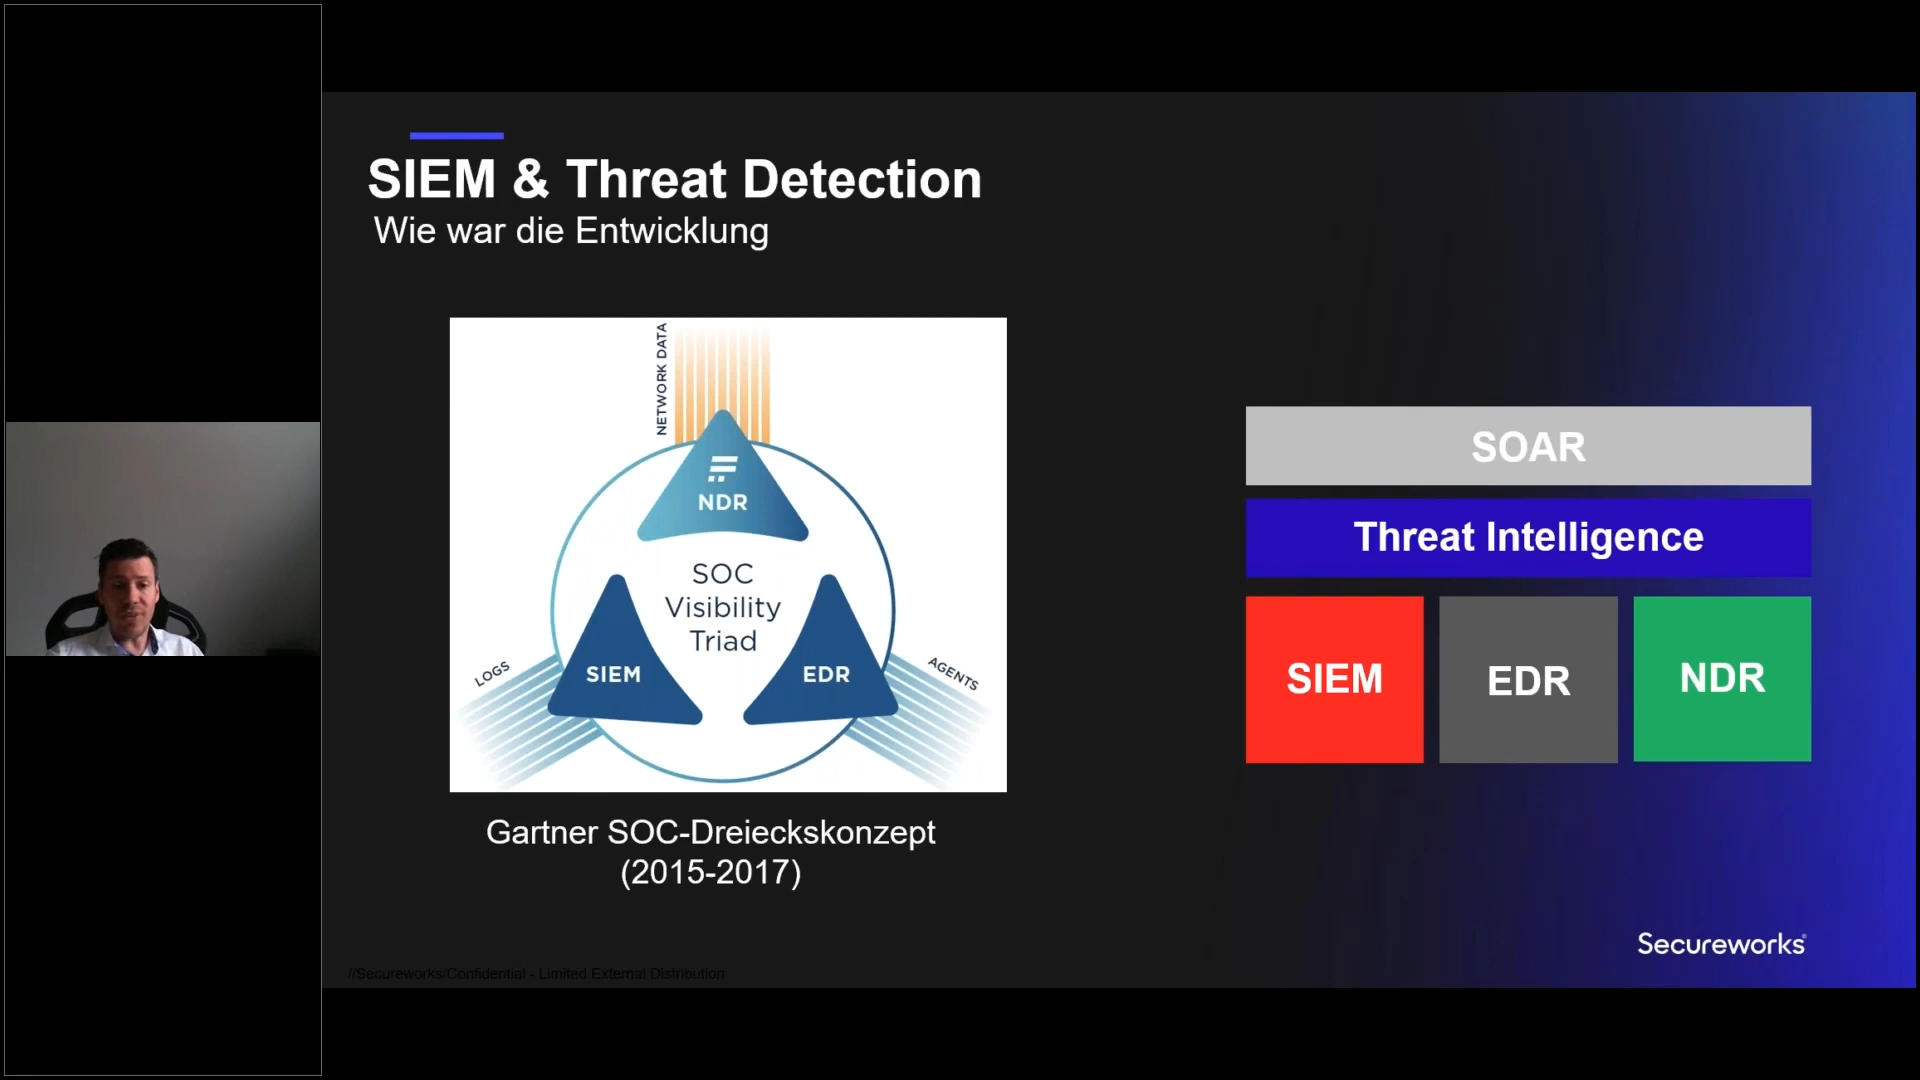 SIEM & Threat Detection
Wie war die Entwicklung
NETWORK DATA
NDR
SOC
Visibility
Triad
LOGS
SIEM
EDR
AGENTS
Gartner SOC-Dreieckskonzept
(2015-2017)
SOAR
Threat Intelligence
SIEM
EDR
NDR
Secureworks
//Secureworks/Confidential - Limited External Distribution